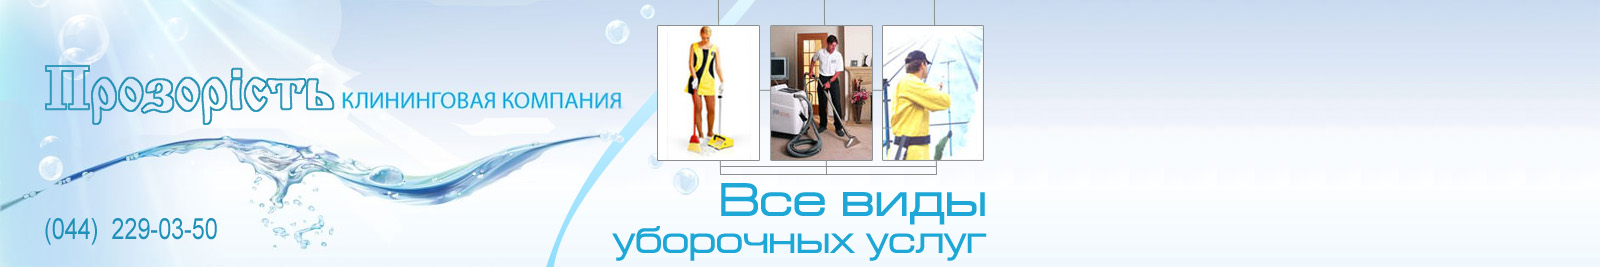 Прозорість КЛИНИНГОВАЯ КОМПАНИЯ
(044) 229-03-50
Все виды
уборочных услуг